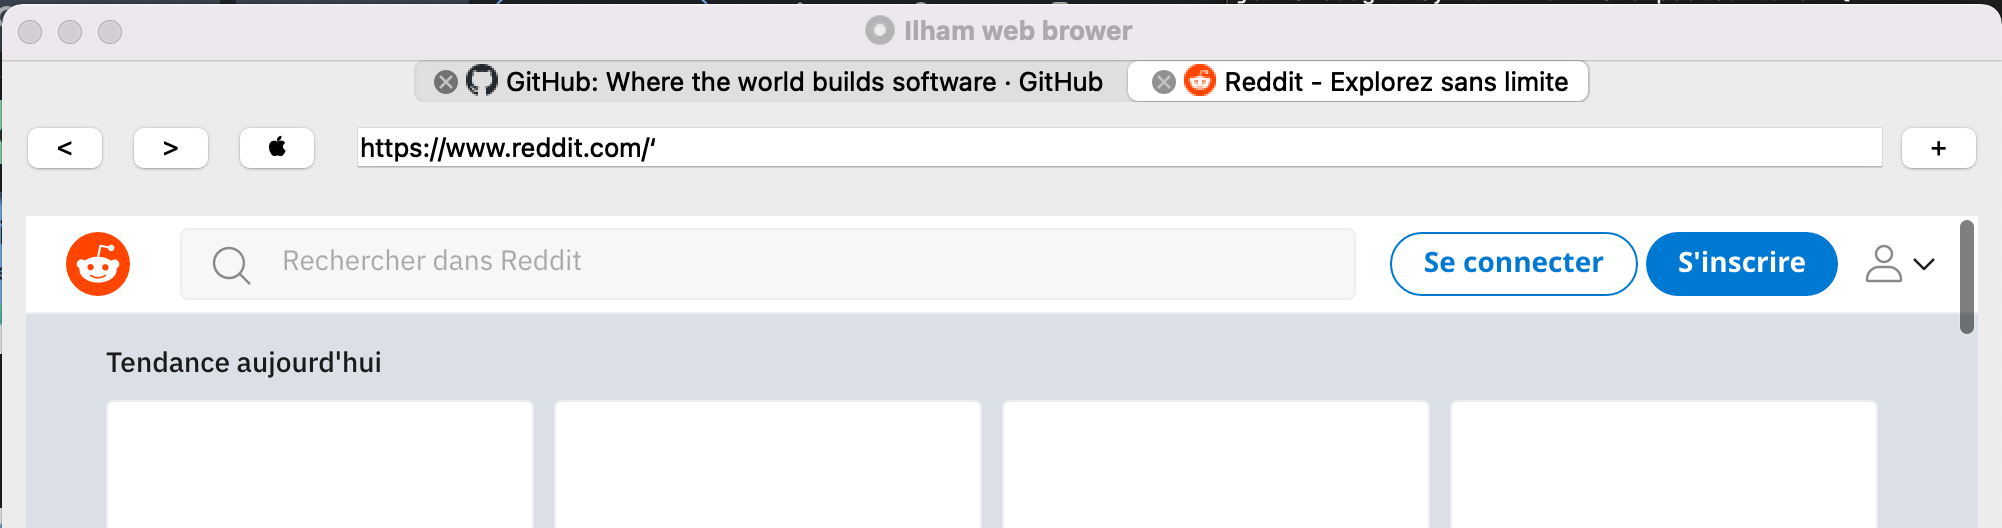 Ilham web brower
GitHub: Where the world builds software · GitHub
Reddit - Explorez sans limite
<
>
https://www.reddit.com/‘
+
Rechercher dans Reddit
Se connecter
S'inscrire
Tendance aujourd'hui